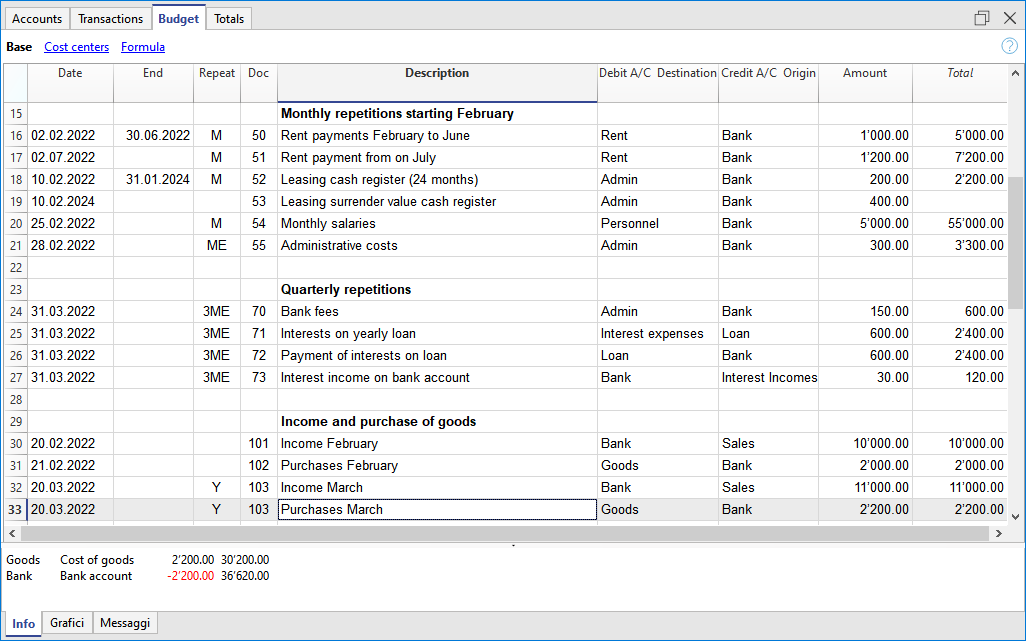 Accounts Transactions Budget Totals
Base Cost centers Formula ?
Date End Repeat Doc Description Debit A/C Destination Credit A/C Origin Amount Total
15 Monthly repetitions starting February
16 02.02.2022 30.06.2022 M 50 Rent payments February to June Rent Bank 1'000.00 5'000.00
17 02.07.2022 M 51 Rent payment from on July Rent Bank 1'200.00 7'200.00
18 10.02.2022 31.01.2024 M 52 Leasing cash register (24 months) Admin Bank 200.00 2'200.00
19 10.02.2024 53 Leasing surrender value cash register Admin Bank 400.00
20 25.02.2022 M 54 Monthly salaries Personnel Bank 5'000.00 55'000.00
21 28.02.2022 ME 55 Administrative costs Admin Bank 300.00 3'300.00
22
23 Quarterly repetitions
24 31.03.2022 3ME 70 Bank fees Admin Bank 150.00 600.00
25 31.03.2022 3ME 71 Interests on yearly loan Interest expenses Loan 600.00 2'400.00
26 31.03.2022 3ME 72 Payment of interests on loan Loan Bank 600.00 2'400.00
27 31.03.2022 3ME 73 Interest income on bank account Bank Interest Incomes 30.00 120.00
28
29 Income and purchase of goods
30 20.02.2022 101 Income February Bank Sales 10'000.00 10'000.00
31 21.02.2022 102 Purchases February Goods Bank 2'000.00 2'000.00
32 20.03.2022 Y 103 Income March Bank Sales 11'000.00 11'000.00
33 20.03.2022 Y 103 Purchases March Goods Bank 2'200.00 2'200.00
Goods Cost of goods 2'200.00 30'200.00
Bank Bank account -2'200.00 36'620.00
Info Grafici Messaggi